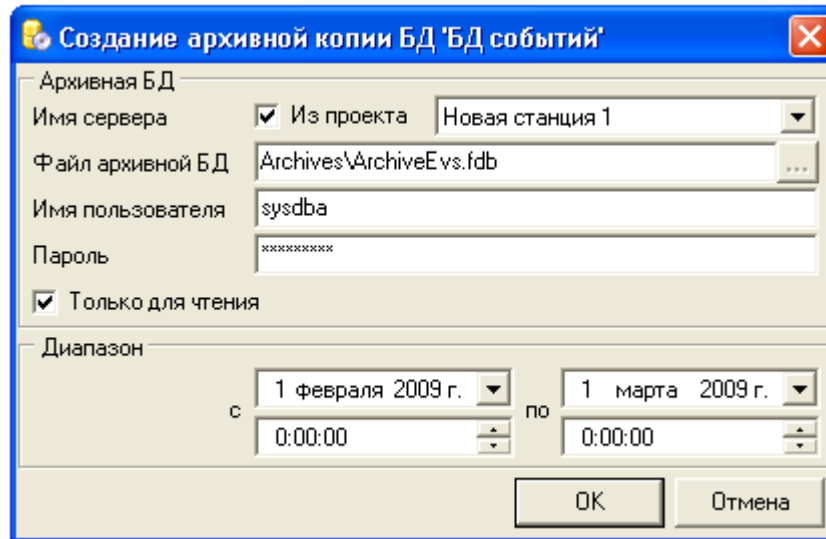 Создание архивной копии БД 'БД событий'
Архивная БД
Имя сервера Из проекта Новая станция 1
Файл архивной БД Archives\ArchiveEvs.fdb ...
Имя пользователя sysdba
Пароль xxxxxxxxx
Только для чтения
Диапазон
с 1 февраля 2009 г. по 1 марта 2009 г.
0:00:00 0:00:00
OK Отмена